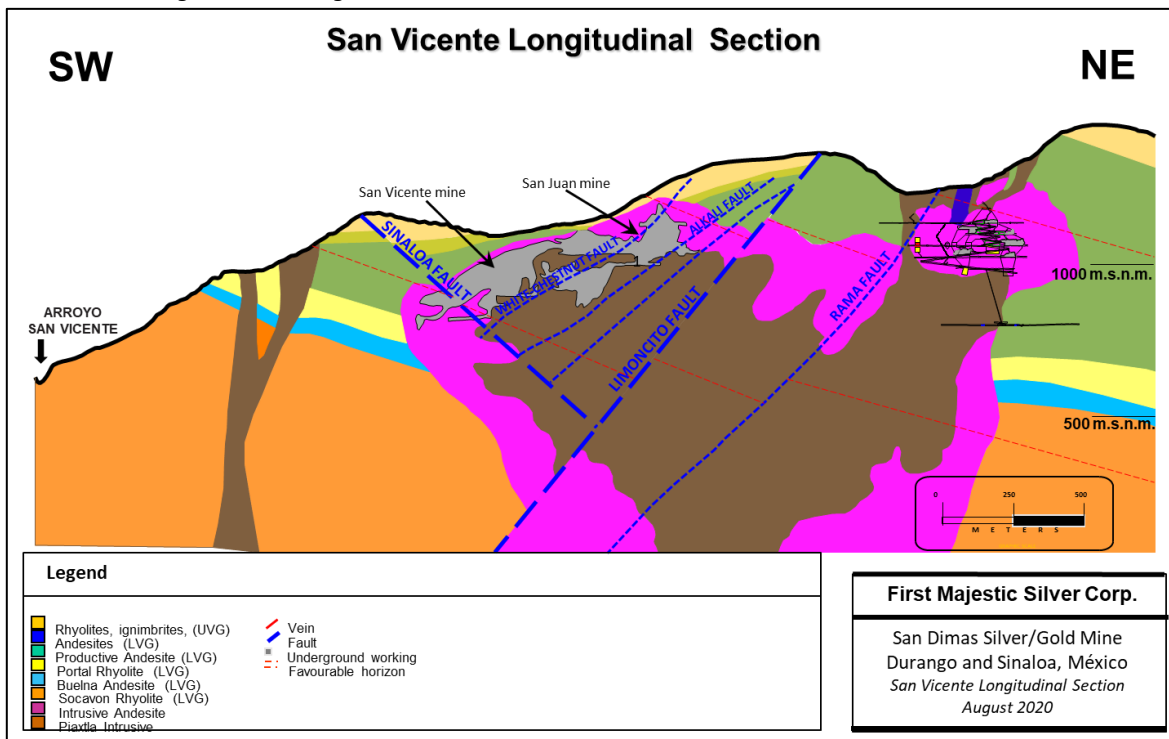 San Vicente Longitudinal Section
SW
NE
San Vicente mine
San Juan mine
SINALOA FAULT
WHITE CHESTNUT FAULT
ALKALI FAULT
LIMONCITO FAULT
RAMA FAULT
ARROYO
SAN VICENTE
1000 m.s.n.m.
500 m.s.n.m.
0 250 500
METERS
Legend
Rhyolites, ignimbrites, (UVG)
Andesites (LVG)
Productive Andesite (LVG)
Portal Rhyolite (LVG)
Buelna Andesite (LVG)
Socavon Rhyolite (LVG)
Intrusive Andesite
Piaxtla Intrusive
Vein
Fault
Underground working
Favourable horizon
First Majestic Silver Corp.
San Dimas Silver/Gold Mine
Durango and Sinaloa, México
San Vicente Longitudinal Section
August 2020